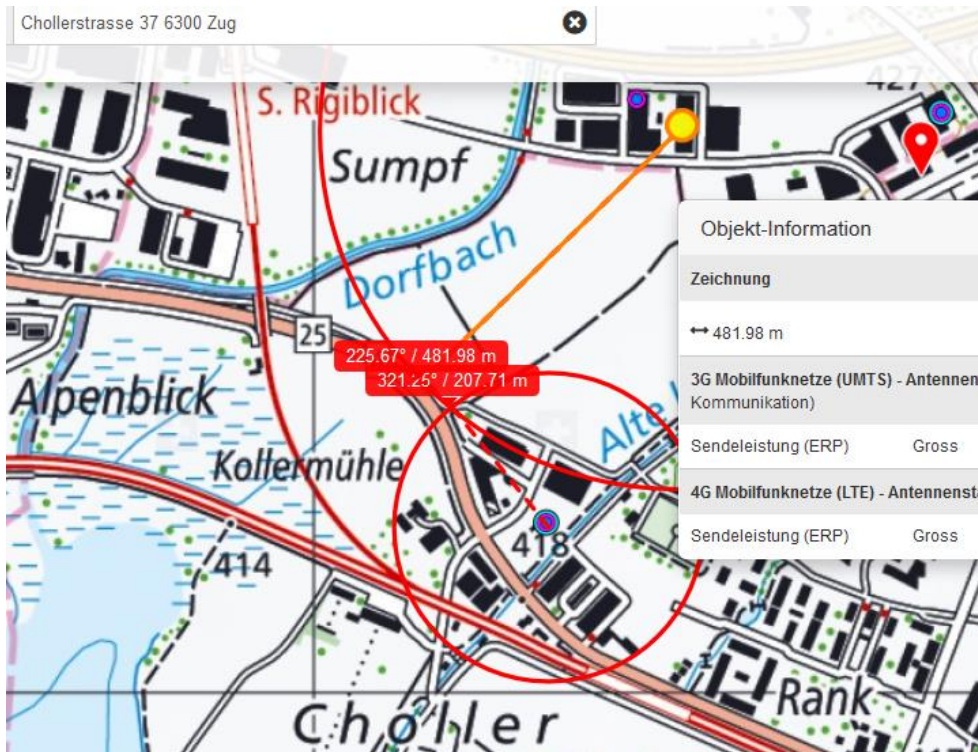 Chollerstrasse 37 6300 Zug
427
S. Rigiblick
Sumpf
Dorfbach
Objekt-Information
Zeichnung
481.98 m
25
225.67° / 481.98 m
321.25° / 207.71 m
3G Mobilfunknetze (UMTS) - Antennen
Kommunikation)
Alpenblick
Alte
Kollermühle
Sendeleistung (ERP) Gross
4G Mobilfunknetze (LTE) - Antennenst
418
Sendeleistung (ERP) Gross
414
Rank
Choller